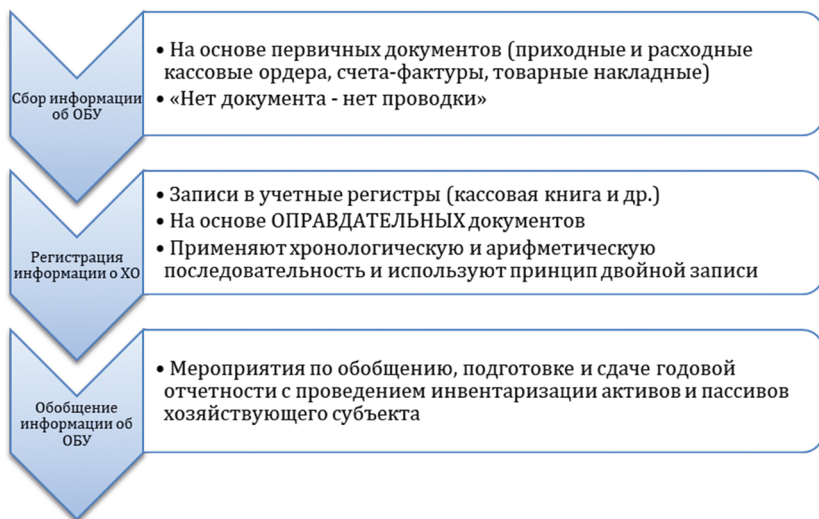 Сбор информации
об ОБУ
• На основе первичных документов (приходные и расходные
кассовые ордера, счета-фактуры, товарные накладные)
• «Нет документа - нет проводки»
Регистрация
информации о ХО
• Записи в учетные регистры (кассовая книга и др.)
• На основе ОПРАВДАТЕЛЬНЫХ документов
• Применяют хронологическую и арифметическую
последовательность и используют принцип двойной записи
Обобщение
информации об
ОБУ
• Мероприятия по обобщению, подготовке и сдаче годовой
отчетности с проведением инвентаризации активов и пассивов
хозяйствующего субъекта